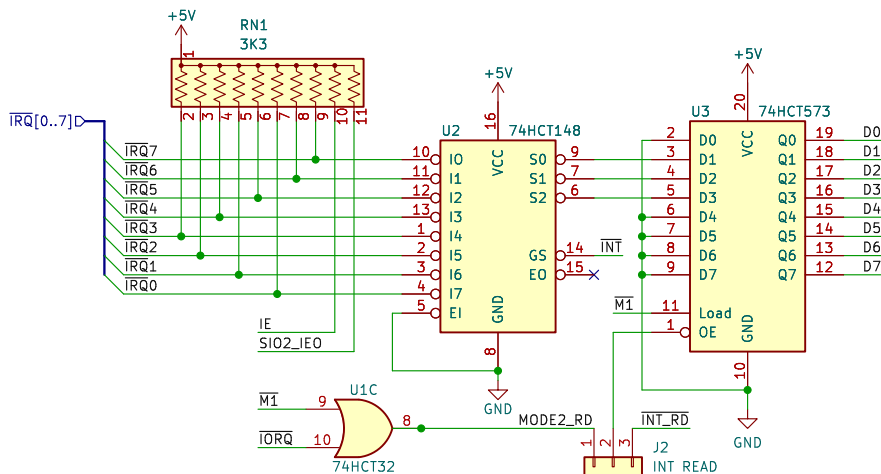 +5V
RN1
3K3
1
2 3 4 5 6 7 8 9 10 11
IRQ[0..7]
IRQ7
IRQ6
IRQ5
IRQ4
IRQ3
IRQ2
IRQ1
IRQ0
IE
SIO2_IEO
+5V
16
U2
74HCT148
VCC
10 I0 S0 9
11 I1 S1 7
12 I2 S2 6
13 I3
1 I4
2 I5 GS 14 INT
3 I6 EO 15
4 I7
5 EI
GND
8
GND
+5V
20
U3
74HCT573
VCC
2 D0 Q0 19 D0
3 D1 Q1 18 D1
4 D2 Q2 17 D2
5 D3 Q3 16 D3
6 D4 Q4 15 D4
7 D5 Q5 14 D5
8 D6 Q6 13 D6
9 D7 Q7 12 D7
M1 11 Load
1 OE
GND
10
GND
U1C
M1 9
IORQ 10
8
74HCT32
MODE2_RD
INT_RD
1 2 3
J2
INT READ